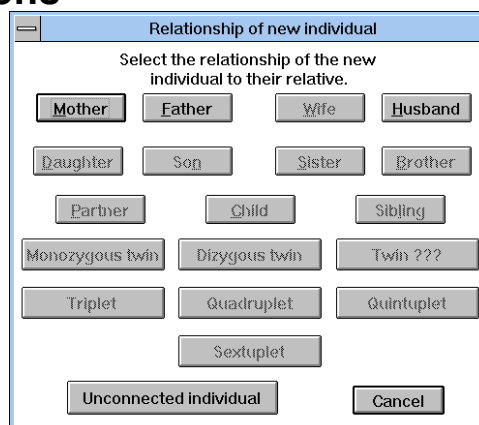 Relationship of new individual
Select the relationship of the new
individual to their relative.
Mother Father Wife Husband
Daughter Son Sister Brother
Partner Child Sibling
Monozygous twin Dizygous twin Twin ???
Triplet Quadruplet Quintuplet
Sextuplet
Unconnected individual Cancel